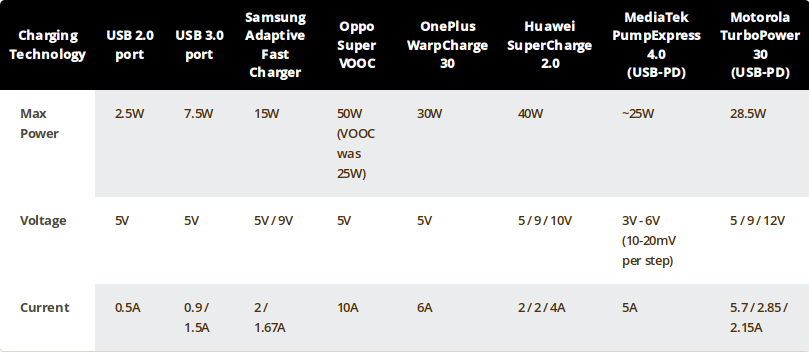 Charging Technology
USB 2.0 port
USB 3.0 port
Samsung Adaptive Fast Charger
Oppo Super VOOC
OnePlus WarpCharge 30
Huawei SuperCharge 2.0
MediaTek PumpExpress 4.0 (USB-PD)
Motorola TurboPower 30 (USB-PD)
Max Power
2.5W
7.5W
15W
50W (VOOC was 25W)
30W
40W
~25W
28.5W
Voltage
5V
5V
5V / 9V
5V
5V
5 / 9 / 10V
3V - 6V (10-20mV per step)
5 / 9 / 12V
Current
0.5A
0.9 / 1.5A
2 / 1.67A
10A
6A
2 / 2 / 4A
5A
5.7 / 2.85 / 2.15A